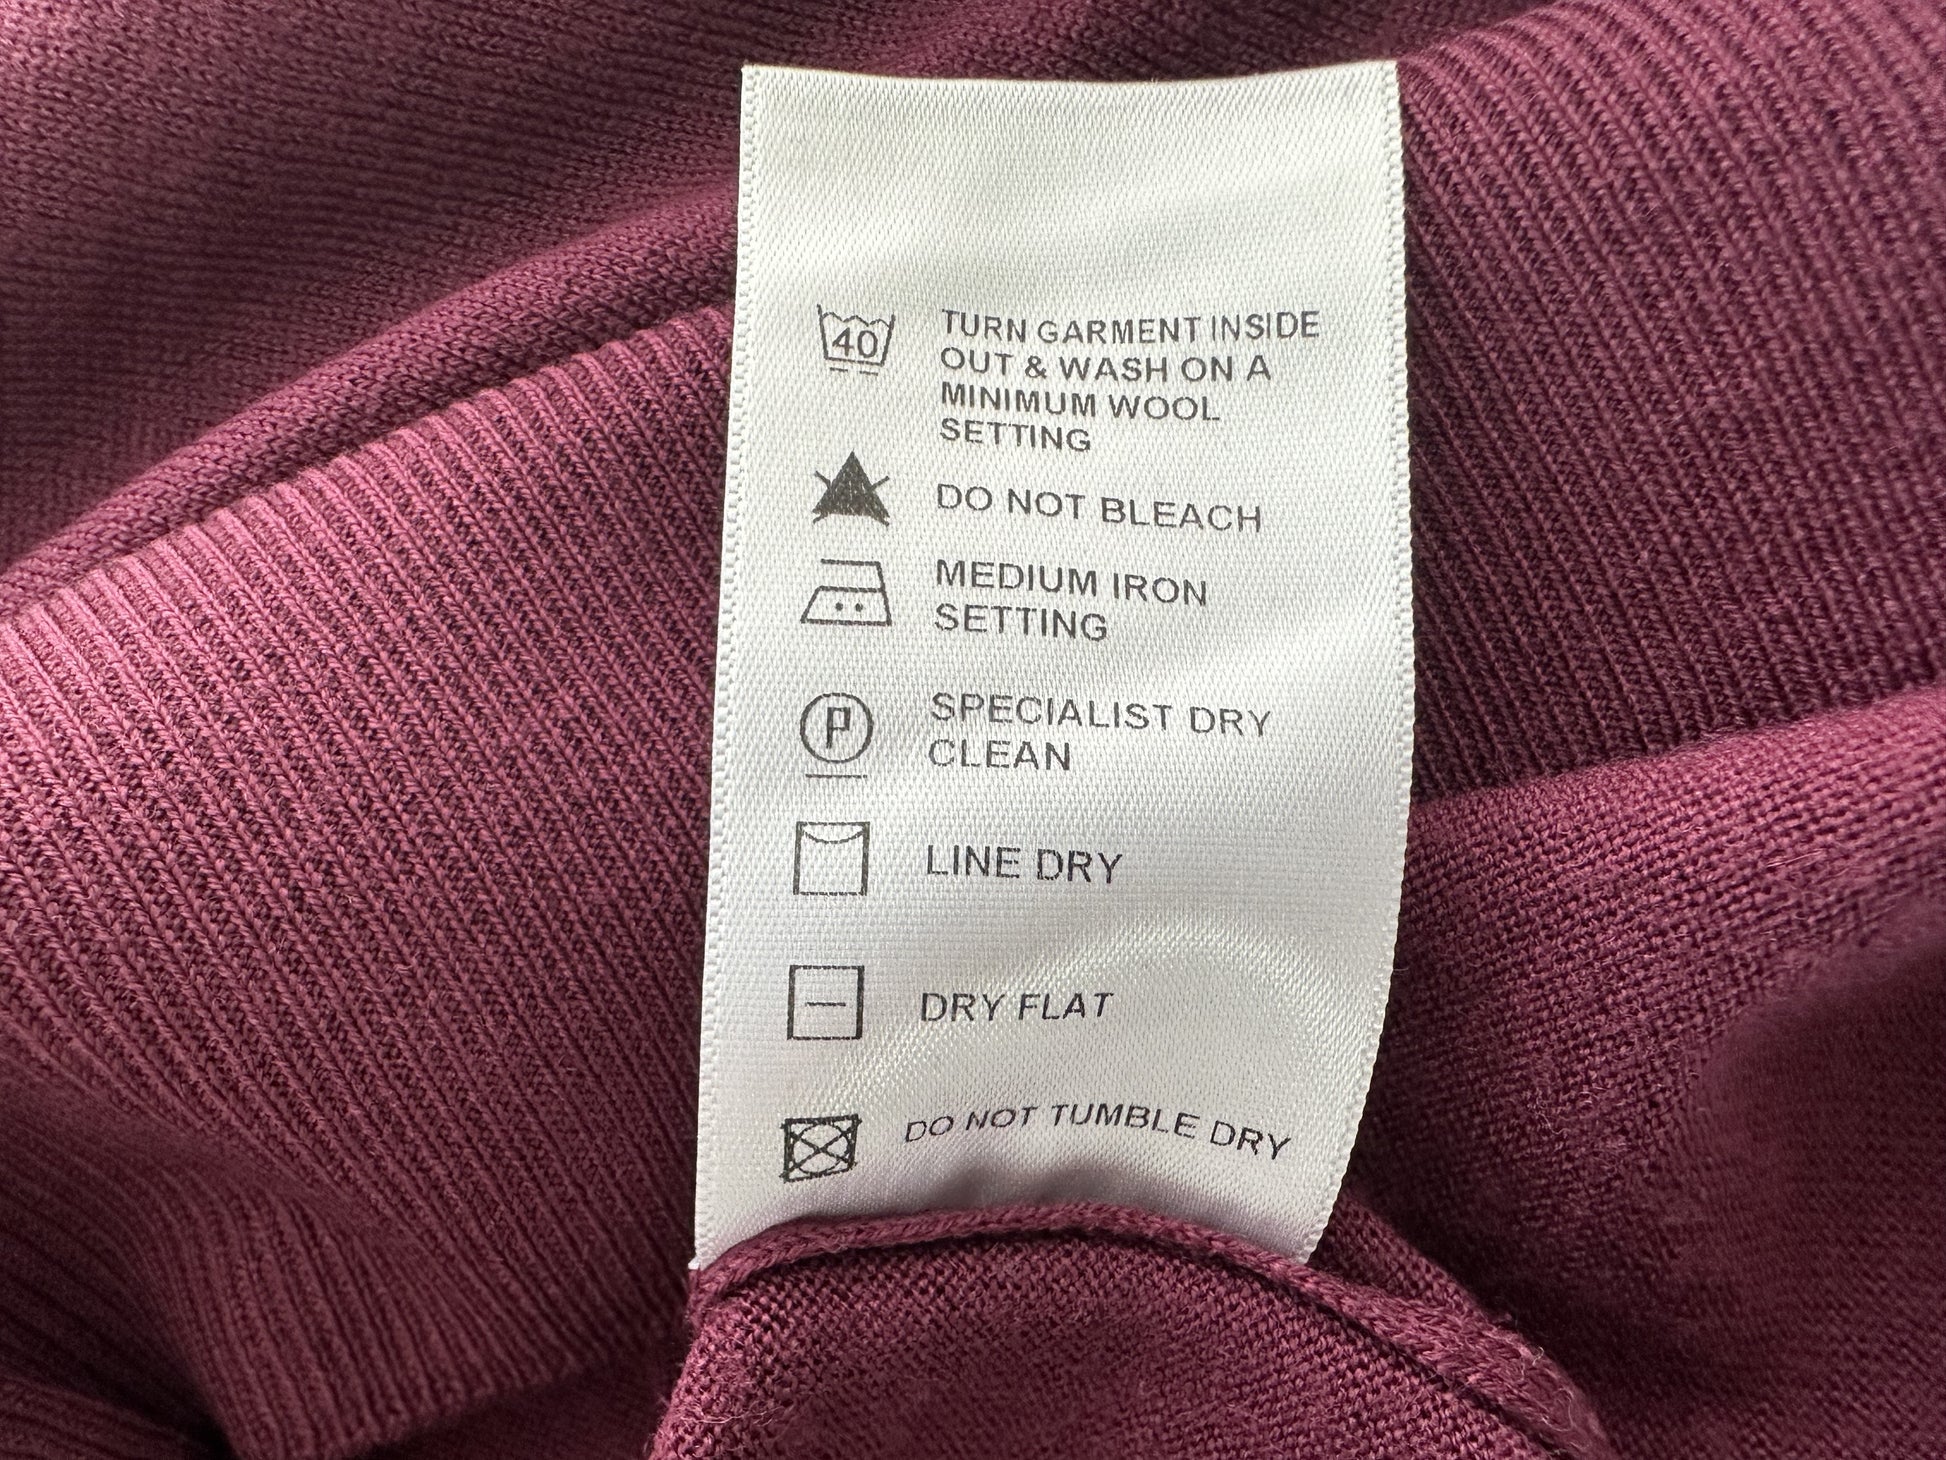 40
TURN GARMENT INSIDE
OUT & WASH ON A
MINIMUM WOOL
SETTING
DO NOT BLEACH
MEDIUM IRON
SETTING
P
SPECIALIST DRY
CLEAN
LINE DRY
DRY FLAT
DO NOT TUMBLE DRY